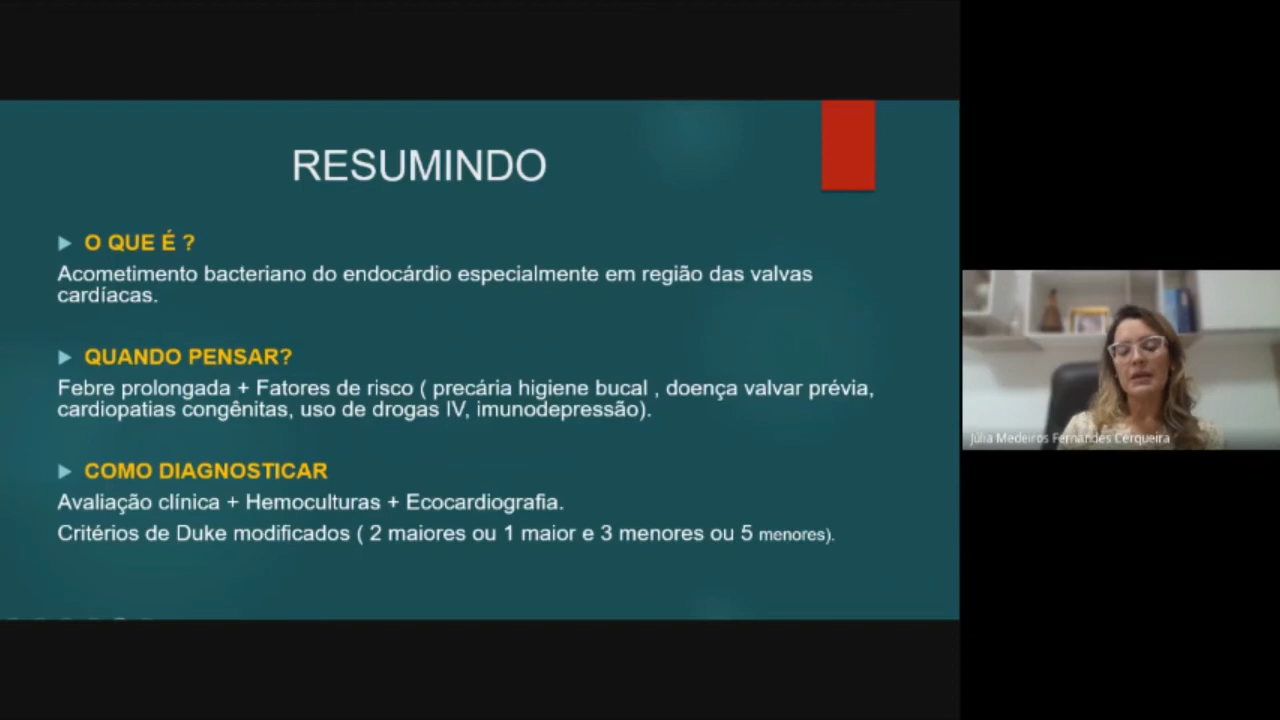 RESUMINDO
O QUE É ?
Acometimento bacteriano do endocárdio especialmente em região das valvas
cardíacas.
QUANDO PENSAR?
Febre prolongada + Fatores de risco ( precária higiene bucal , doença valvar prévia,
cardiopatias congênitas, uso de drogas IV, imunodepressão).
COMO DIAGNOSTICAR
Avaliação clínica + Hemoculturas + Ecocardiografia.
Critérios de Duke modificados ( 2 maiores ou 1 maior e 3 menores ou 5 menores).
Júlia Medeiros Fernandes Cerqueira